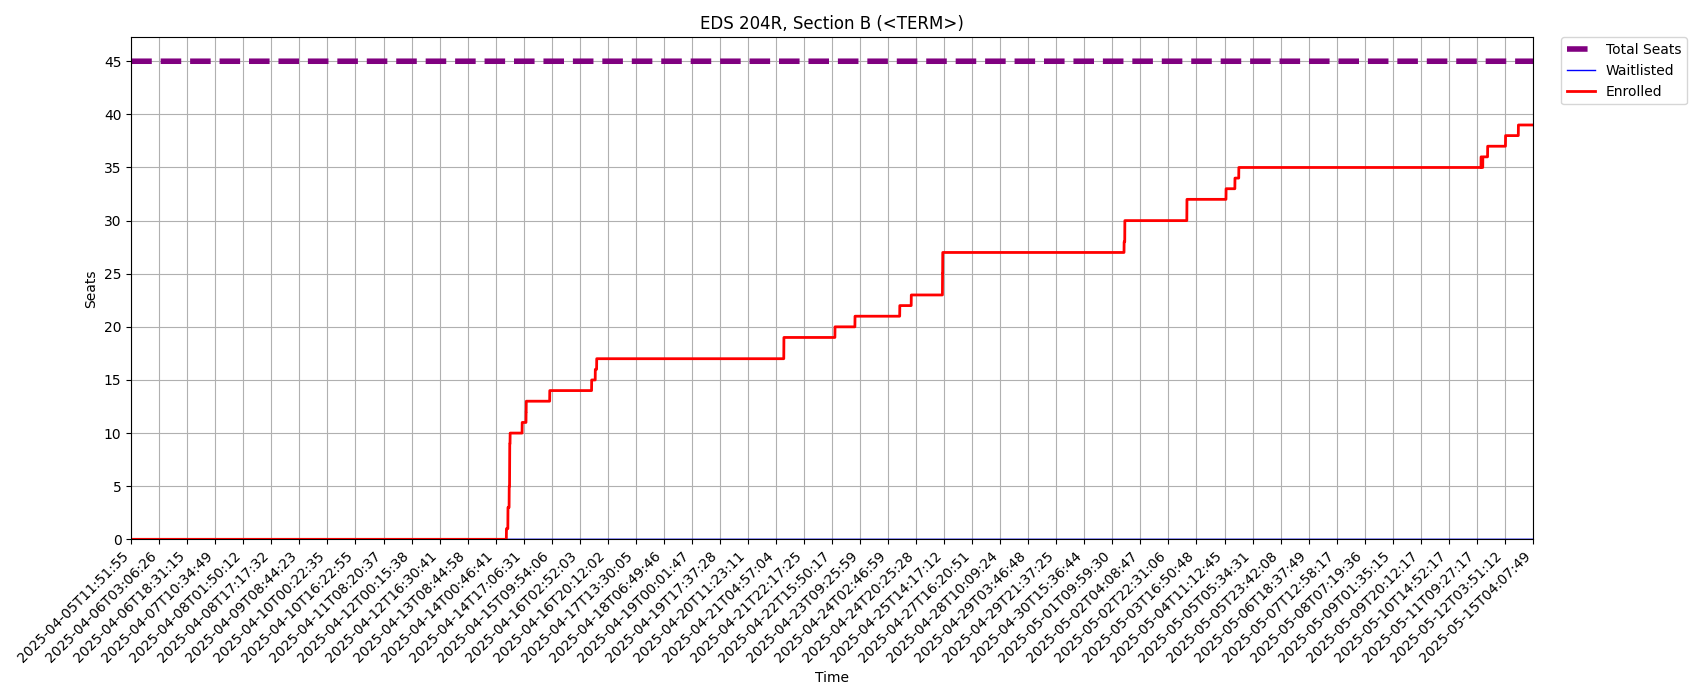 EDS 204R, Section B (<TERM>)
Total Seats
Waitlisted
Enrolled
Seats
45
40
35
30
25
20
15
10
5
0
2025-04-05T11:51:55
2025-04-06T03:06:26
2025-04-06T18:31:15
2025-04-07T10:34:49
2025-04-08T01:50:12
2025-04-08T17:17:32
2025-04-09T08:44:23
2025-04-10T00:22:35
2025-04-10T16:22:55
2025-04-11T08:20:37
2025-04-12T00:15:38
2025-04-12T16:30:41
2025-04-13T08:44:58
2025-04-14T00:46:41
2025-04-14T17:06:31
2025-04-15T09:54:06
2025-04-16T02:52:03
2025-04-16T20:12:02
2025-04-17T13:30:05
2025-04-18T06:49:46
2025-04-19T00:01:47
2025-04-19T17:37:28
2025-04-20T11:23:11
2025-04-21T04:57:04
2025-04-21T22:17:25
2025-04-22T15:50:17
2025-04-23T09:25:59
2025-04-24T02:46:59
2025-04-24T20:25:28
2025-04-25T14:17:12
2025-04-27T16:20:51
2025-04-28T10:09:24
2025-04-29T03:46:48
2025-04-29T21:37:25
2025-04-30T15:36:44
2025-05-01T09:59:30
2025-05-02T04:08:47
2025-05-02T22:31:06
2025-05-03T16:50:48
2025-05-04T11:12:45
2025-05-05T05:34:31
2025-05-05T23:42:08
2025-05-06T18:37:49
2025-05-07T12:58:17
2025-05-08T07:19:36
2025-05-09T01:35:15
2025-05-09T20:12:17
2025-05-10T14:52:17
2025-05-11T09:27:17
2025-05-12T03:51:12
2025-05-15T04:07:49
Time